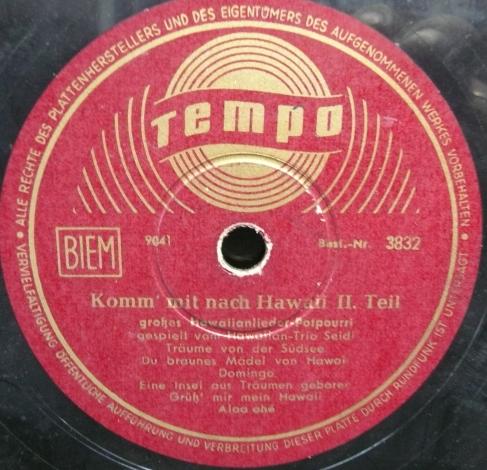 ALLE RECHTE DES PLATTENHERSTELLERS UND DES EIGENTÜMERS DES AUFGENOMMENEN WERKES VORBEHALTEN •
VERVIELFÄLTIGUNG ÖFFENTLICHE AUFFÜHRUNG UND VERBREITUNG DIESER PLATTE DURCH RUNDFUNK IST UNTERSAGT •
Tempo
BIEM
9041
Best.-Nr. 3832
Komm' mit nach Hawaii II. Teil
großes Hawaiianlieder-Potpourri
gespielt vom Hawaiian-Trio Seidl
Träume von der Südsee
Du braunes Mädel von Hawai
Domingo
Eine Insel aus Träumen geboren
Grüß' mir mein Hawaii
Aloa ohé